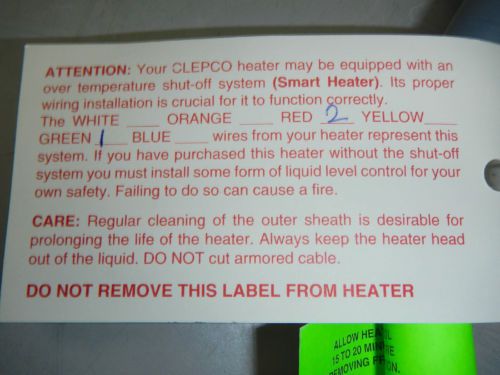 ATTENTION: Your CLEPCO heater may be equipped with an
over temperature shut-off system (Smart Heater). Its proper
wiring installation is crucial for it to function correctly.
The WHITE ____ ORANGE ____ RED 2 YELLOW____
GREEN 1 BLUE ____ wires from your heater represent this
system. If you have purchased this heater without the shut-off
system you must install some form of liquid level control for your
own safety. Failing to do so can cause a fire.
CARE: Regular cleaning of the outer sheath is desirable for
prolonging the life of the heater. Always keep the heater head
out of the liquid. DO NOT cut armored cable.
DO NOT REMOVE THIS LABEL FROM HEATER
ALLOW
15 TO 20